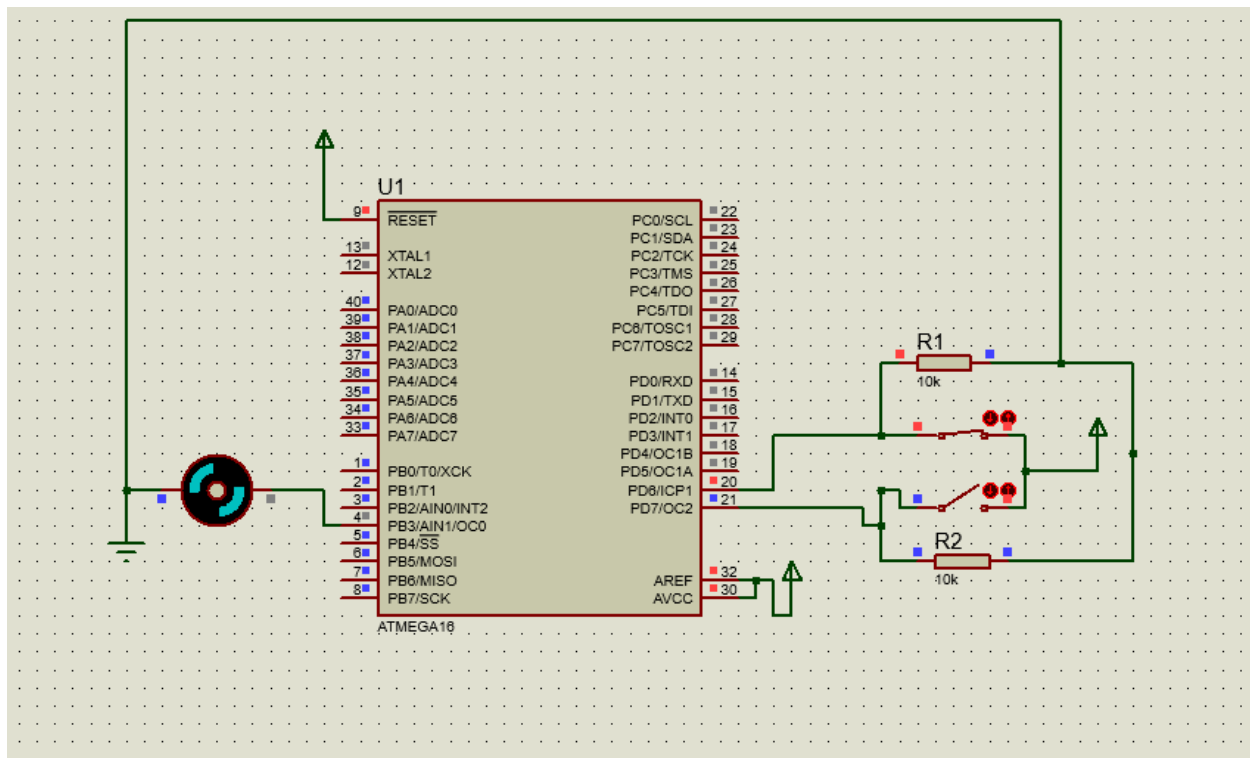 U1
9
RESET
13
XTAL1
12
XTAL2
40
PA0/ADC0
39
PA1/ADC1
38
PA2/ADC2
37
PA3/ADC3
36
PA4/ADC4
35
PA5/ADC5
34
PA6/ADC6
33
PA7/ADC7
1
PB0/T0/XCK
2
PB1/T1
3
PB2/AIN0/INT2
4
PB3/AIN1/OC0
5
PB4/SS
6
PB5/MOSI
7
PB6/MISO
8
PB7/SCK
PC0/SCL
22
PC1/SDA
23
PC2/TCK
24
PC3/TMS
25
PC4/TDO
26
PC5/TDI
27
PC6/TOSC1
28
PC7/TOSC2
29
PD0/RXD
14
PD1/TXD
15
PD2/INT0
16
PD3/INT1
17
PD4/OC1B
18
PD5/OC1A
19
PD6/ICP1
20
PD7/OC2
21
AREF
32
AVCC
30
ATMEGA16
R1
10k
R2
10k